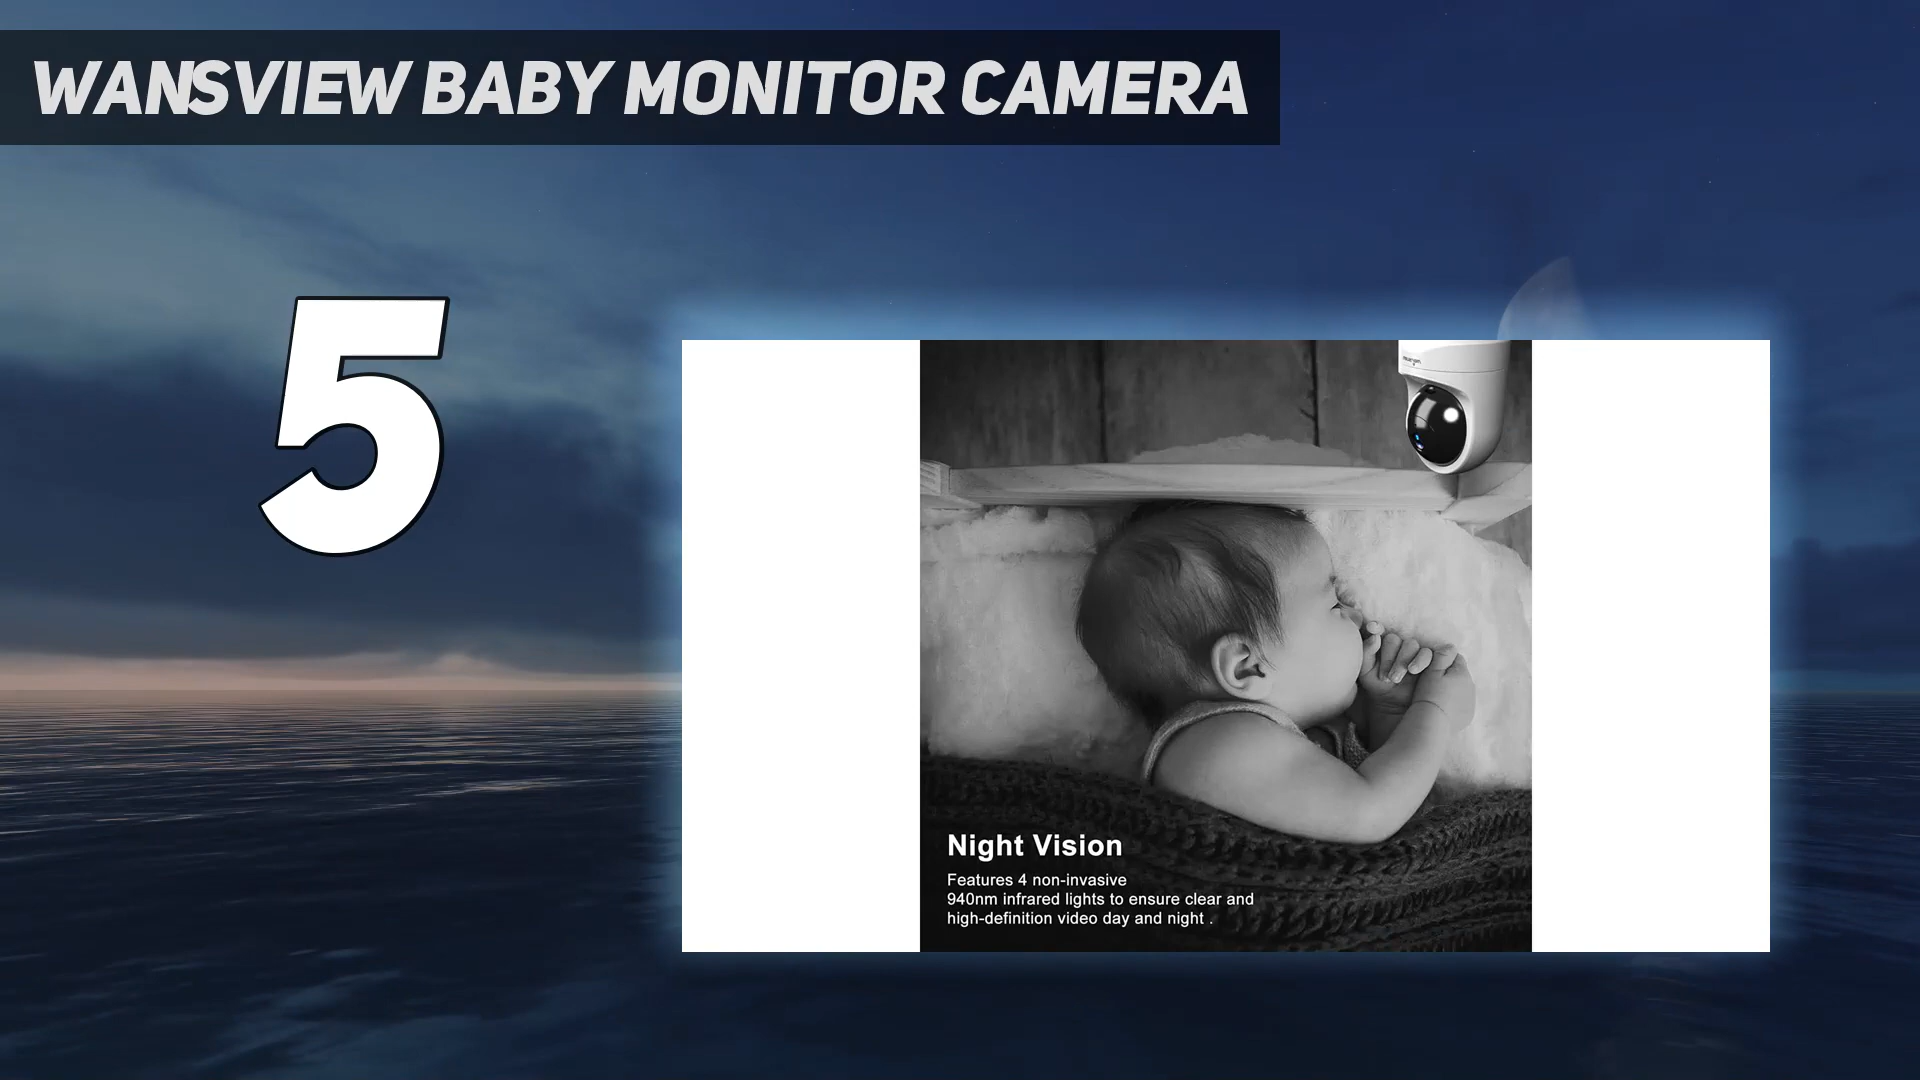 WANSVIEW BABY MONITOR CAMERA
5
Night Vision
Features 4 non-invasive
940nm infrared lights to ensure clear and
high-definition video day and night .